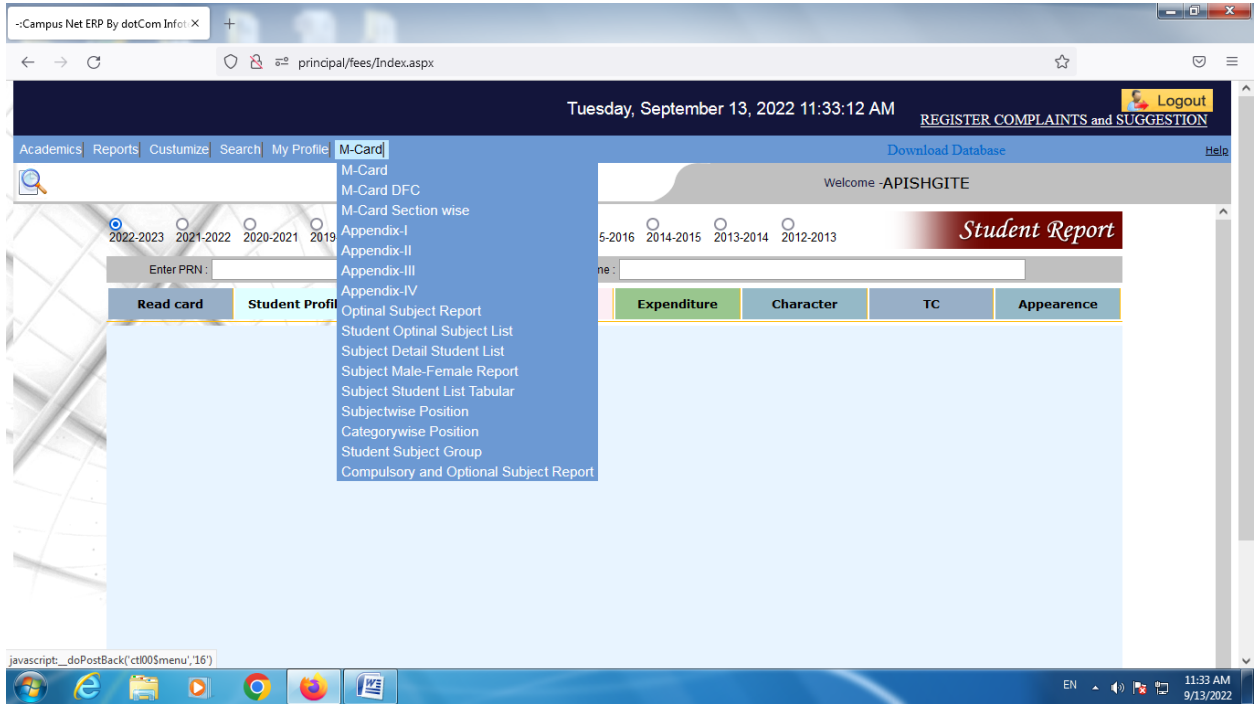 -:Campus Net ERP By dotCom Infot
principal/fees/Index.aspx
Tuesday, September 13, 2022 11:33:12 AM
Logout
REGISTER COMPLAINTS and SUGGESTION
Academics| Reports| Custumize| Search| My Profile| M-Card|
Download Database
Help
M-Card
M-Card DFC
M-Card Section wise
Appendix-I
Appendix-II
Appendix-III
Appendix-IV
Optinal Subject Report
Student Optinal Subject List
Subject Detail Student List
Subject Male-Female Report
Subject Student List Tabular
Subjectwise Position
Categorywise Position
Student Subject Group
Compulsory and Optional Subject Report
Welcome -APISHGITE
2022-2023 2021-2022 2020-2021 2019 5-2016 2014-2015 2013-2014 2012-2013
Student Report
Enter PRN : me :
Read card Student Profil Expenditure Character TC Appearence
javascript:__doPostBack('ctl00$menu','16')
EN
11:33 AM
9/13/2022